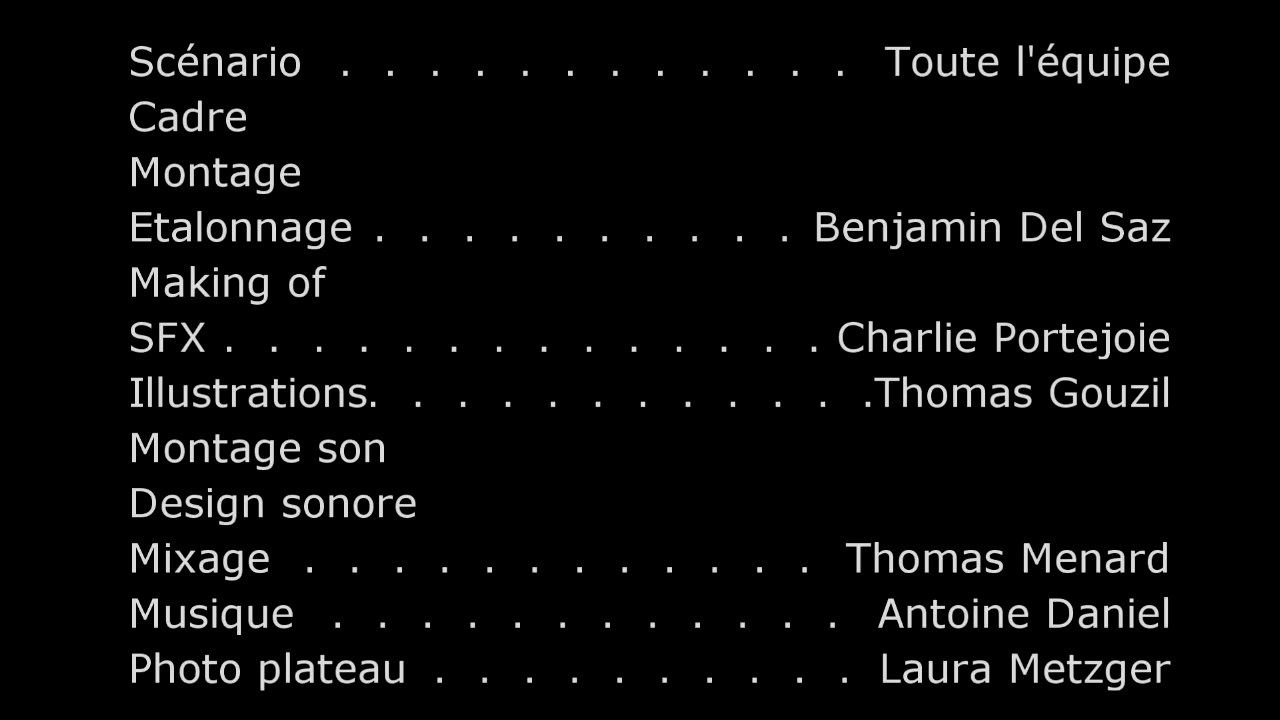 Scénario . . . . . . . . . . . . Toute l'équipe
Cadre
Montage
Etalonnage . . . . . . . . . . Benjamin Del Saz
Making of
SFX . . . . . . . . . . . . . . Charlie Portejoie
Illustrations. . . . . . . . . . . .Thomas Gouzil
Montage son
Design sonore
Mixage . . . . . . . . . . . . Thomas Menard
Musique . . . . . . . . . . . . Antoine Daniel
Photo plateau . . . . . . . . . . Laura Metzger